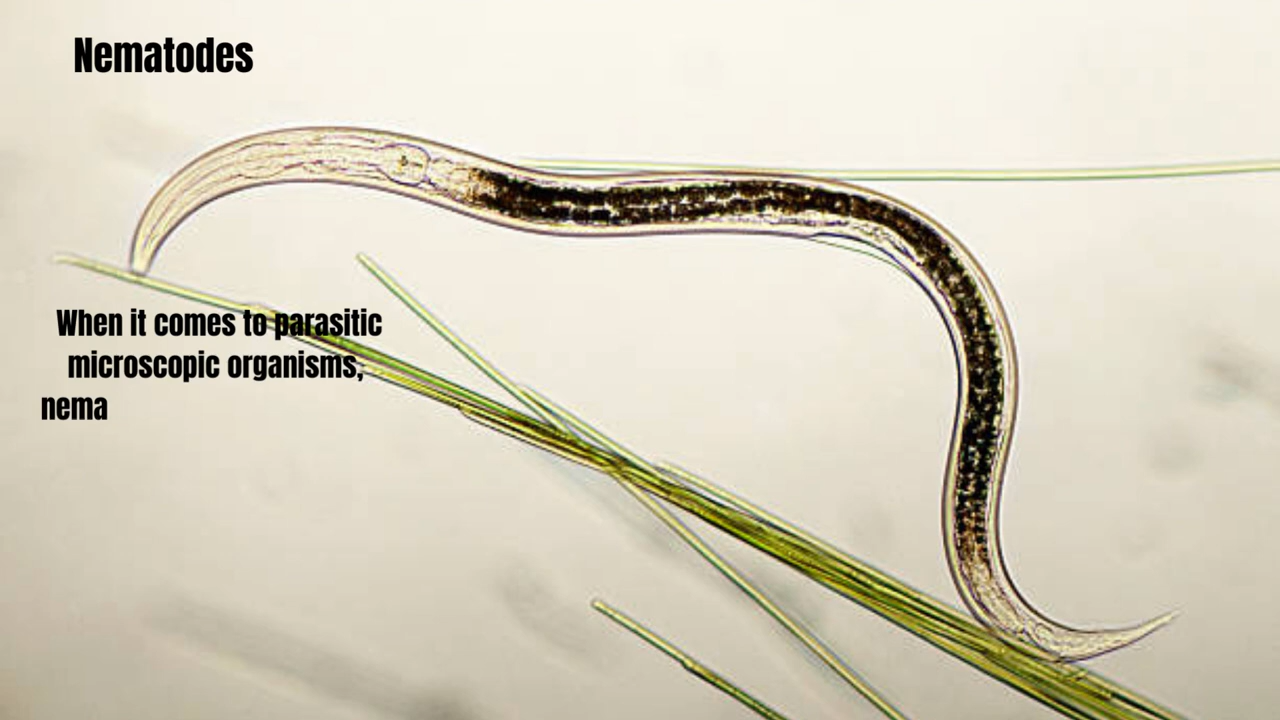 Nematodes
When it comes to parasitic
microscopic organisms,
nema